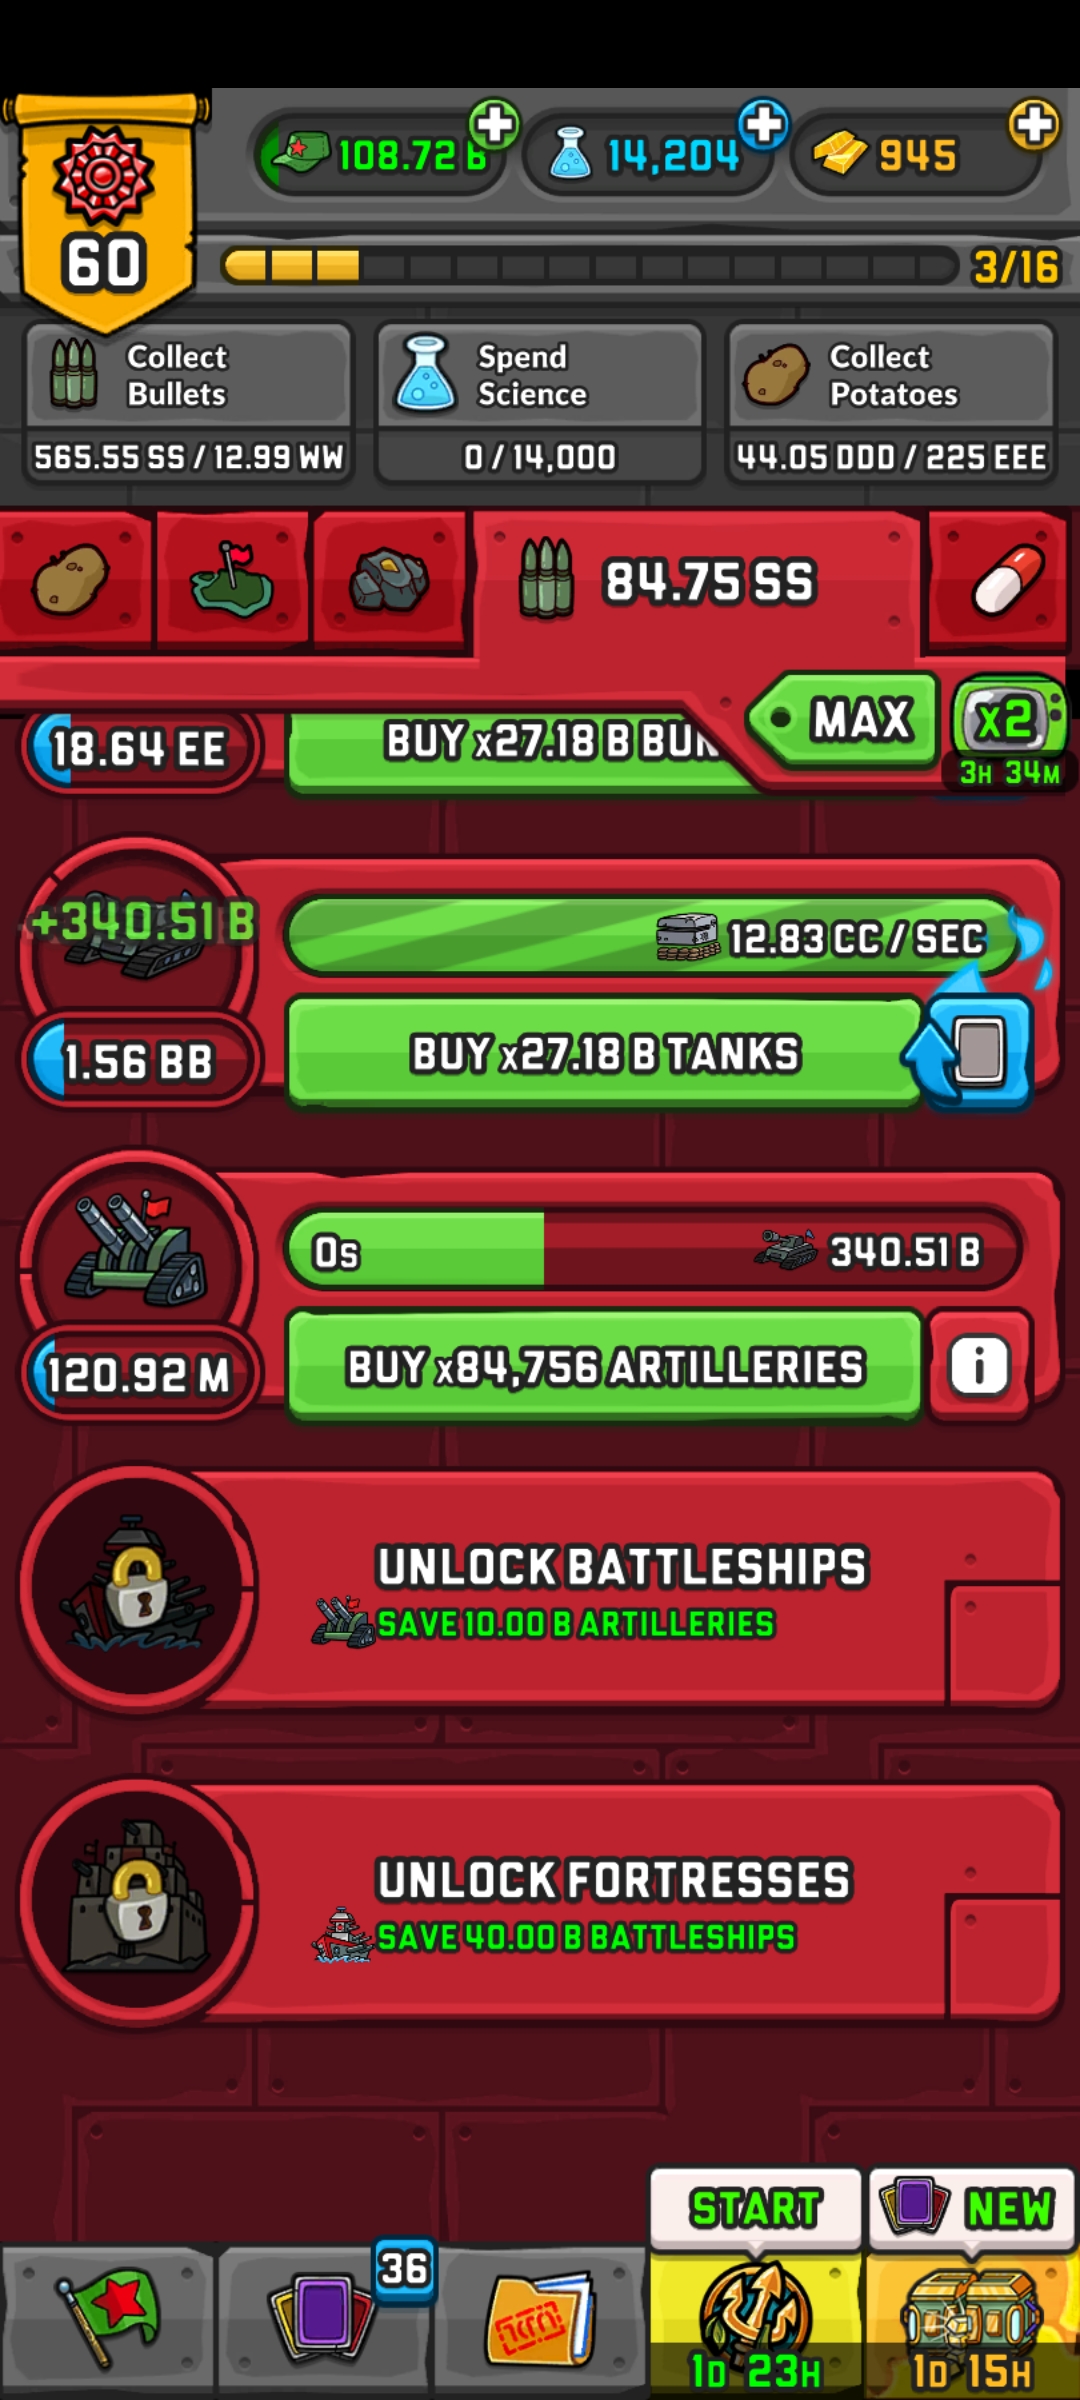 108.72 B
14,204
945
60
3/16
Collect
Bullets
Spend
Science
Collect
Potatoes
565.55 SS / 12.99 WW
0 / 14,000
44.05 DDD / 225 EEE
84.75 SS
MAX
x2
3H 34M
18.64 EE
BUY x27.18 B BUN
+340.51 B
12.83 CC / SEC
1.56 BB
BUY x27.18 B TANKS
0s
340.51 B
120.92 M
BUY x84,756 ARTILLERIES
i
UNLOCK BATTLESHIPS
SAVE 10.00 B ARTILLERIES
UNLOCK FORTRESSES
SAVE 40.00 B BATTLESHIPS
START
NEW
36
1D 23H
1D 15H